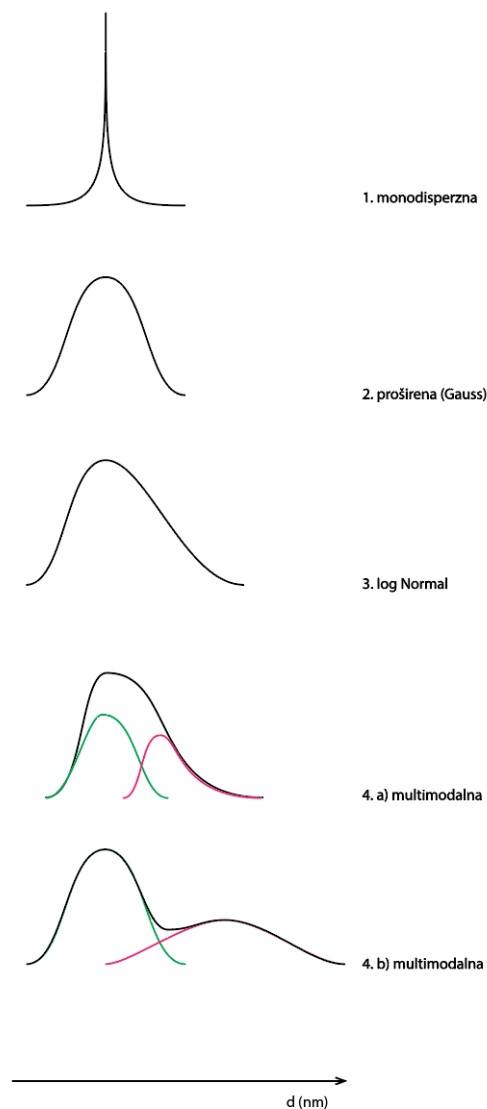 1. monodisperzna
2. proširena (Gauss)
3. log Normal
4. a) multimodalna
4. b) multimodalna
d (nm)